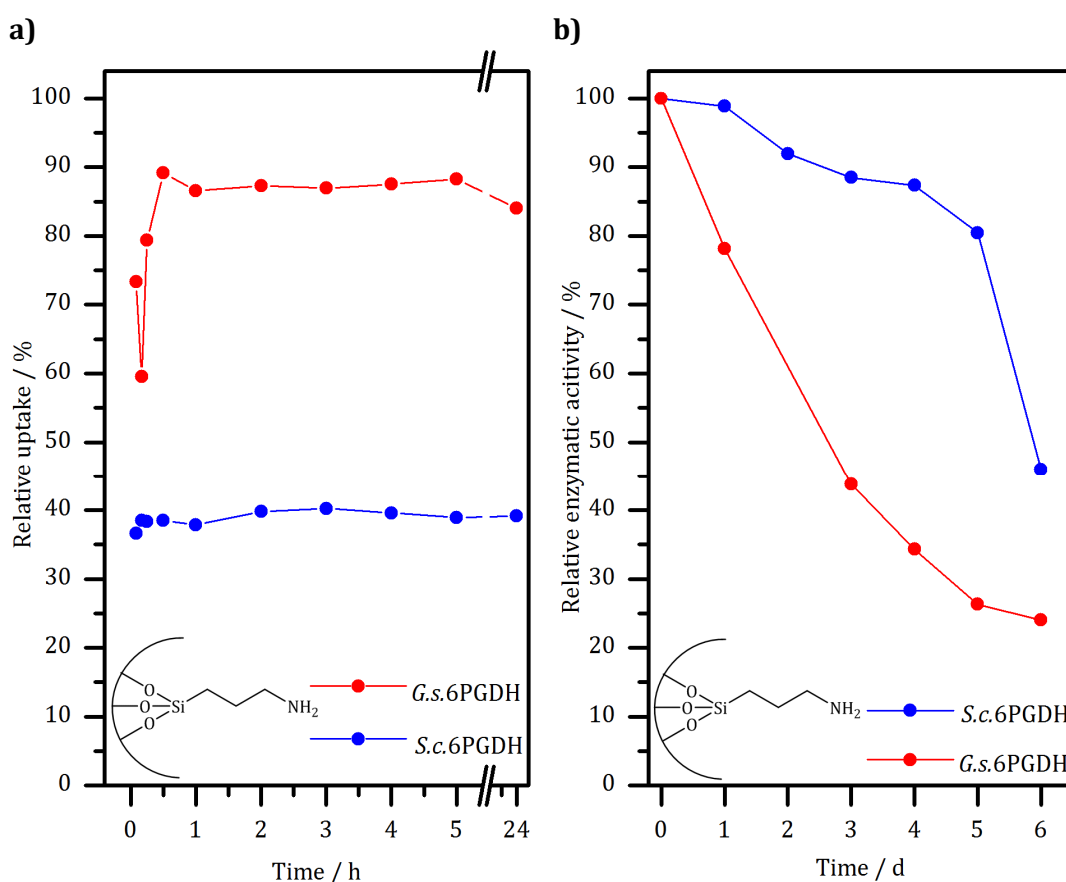 a)
Relative uptake / %
100
90
80
70
60
50
40
30
20
10
0
O
O
O
Si
NH2
G.s.6PGDH
S.c.6PGDH
0 1 2 3 4 5 24
Time / h
b)
Relative enzymatic acitivity / %
100
90
80
70
60
50
40
30
20
10
0
O
O
O
Si
NH2
S.c.6PGDH
G.s.6PGDH
0 1 2 3 4 5 6
Time / d